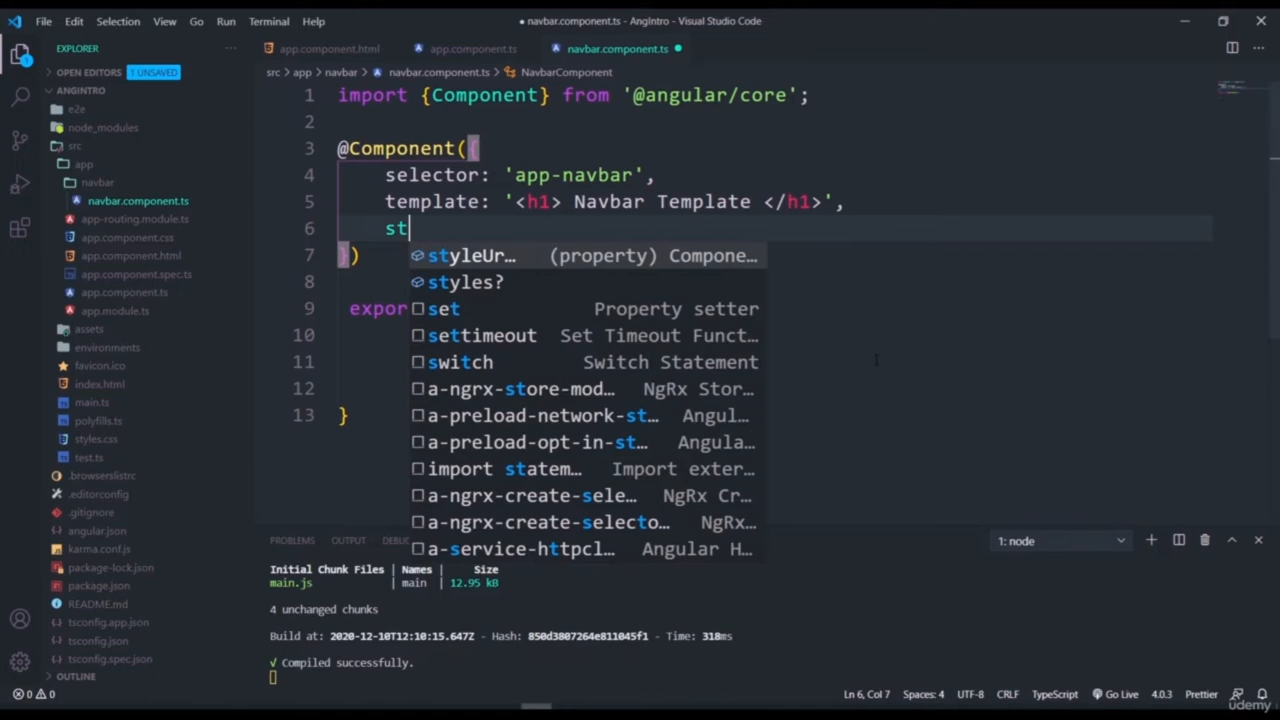 File Edit Selection View Go Run Terminal Help
● navbar.component.ts - AngIntro - Visual Studio Code
EXPLORER
OPEN EDITORS 1 UNSAVED
ANGINTRO
e2e
node_modules
src
app
navbar
navbar.component.ts
app-routing.module.ts
app.component.css
app.component.html
app.component.spec.ts
app.component.ts
app.module.ts
assets
environments
favicon.ico
index.html
main.ts
polyfills.ts
styles.css
test.ts
.browserslistrc
.editorconfig
.gitignore
angular.json
karma.conf.js
package-lock.json
package.json
README.md
tsconfig.app.json
tsconfig.json
tsconfig.spec.json
OUTLINE
app.component.html app.component.ts navbar.component.ts ●
src > app > navbar > navbar.component.ts > NavbarComponent
1 import {Component} from '@angular/core';
2
3 @Component({
4 selector: 'app-navbar',
5 template: '<h1> Navbar Template </h1>',
6 st
7 })
8
9 expor
10
11
12
13 }
styleUr… (property) Compone…
styles?
set Property setter
settimeout Set Timeout Funct…
switch Switch Statement
a-ngrx-store-mod… NgRx Stor…
a-preload-network-st… Angul…
a-preload-opt-in-st… Angula…
import statem… Import exter…
a-ngrx-create-sele… NgRx Cr…
a-ngrx-create-selecto… NgRx…
a-service-httpcl… Angular H…
PROBLEMS OUTPUT DEBUG
1: node
Initial Chunk Files | Names | Size
main.js | main | 12.95 kB
4 unchanged chunks
Build at: 2020-12-10T12:10:15.647Z - Hash: 850d3807264e811045f1 - Time: 318ms
√ Compiled successfully.
0 0
Ln 6, Col 7 Spaces: 4 UTF-8 CRLF TypeScript Go Live 4.0.3 Prettier
udemy